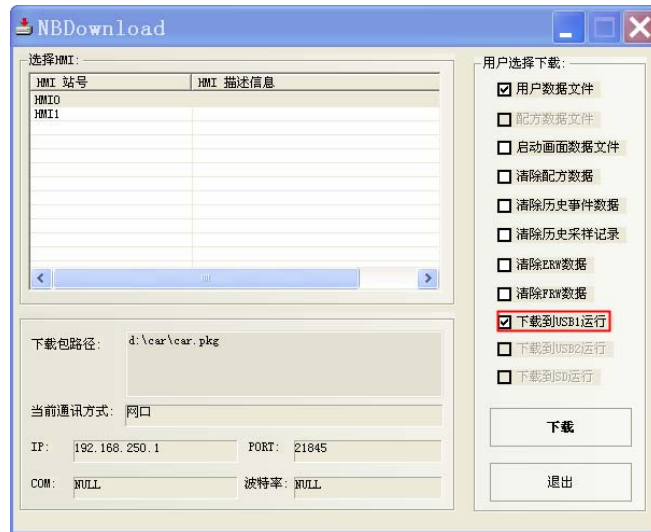 NBDownload
选择HMI:
HMI 站号 HMI 描述信息
HMI0
HMI1
下载包路径: d:\car\car.pkg
当前通讯方式: 网口
IP: 192.168.250.1 PORT: 21845
COM: NULL 波特率: NULL
用户选择下载:
用户数据文件
配方数据文件
启动画面数据文件
清除配方数据
清除历史事件数据
清除历史采样记录
清除ERW数据
清除FRW数据
下载到USB1运行
下载到USB2运行
下载到SD运行
下载
退出